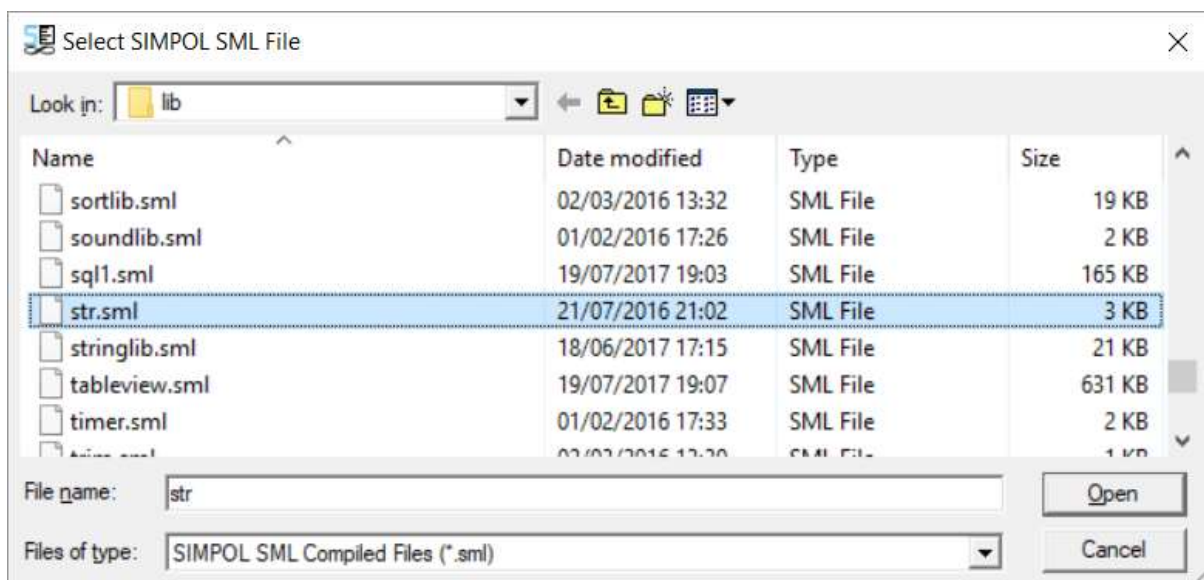 Select SIMPOL SML File
Look in: lib
Name Date modified Type Size
sortlib.sml 02/03/2016 13:32 SML File 19 KB
soundlib.sml 01/02/2016 17:26 SML File 2 KB
sql1.sml 19/07/2017 19:03 SML File 165 KB
str.sml 21/07/2016 21:02 SML File 3 KB
stringlib.sml 18/06/2017 17:15 SML File 21 KB
tableview.sml 19/07/2017 19:07 SML File 631 KB
timer.sml 01/02/2016 17:33 SML File 2 KB
File name: str Open
Files of type: SIMPOL SML Compiled Files (*.sml) Cancel